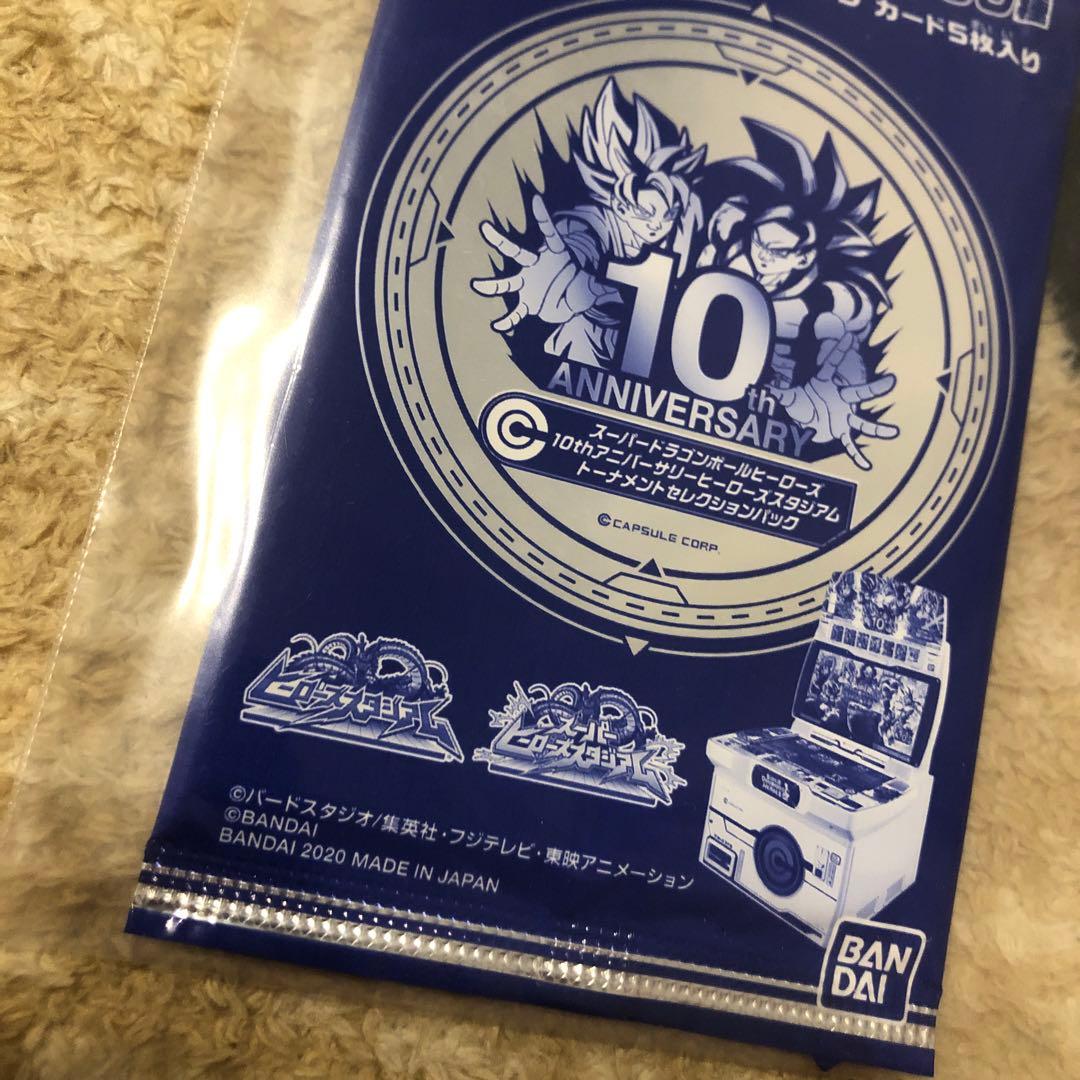 カード5枚入り
10th
ANNIVERSARY
スーパードラゴンボールヒーローズ
10thアニバーサリーヒーローズスタジアム
トーナメントセレクションパック
CAPSULE CORP.
ヒーローズスタジアム
スーパー
ヒーローズスタジアム
10
©バードスタジオ/集英社・フジテレビ・東映アニメーション
©BANDAI
BANDAI 2020 MADE IN JAPAN
BAN
DAI